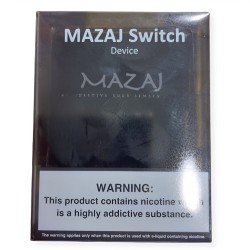 MAZAJ Switch
Device
MAZAJ
WARNING:
This product contains nicotine which
is a highly addictive substance.
The warning applies only when this product is used with e-liquid containing nicotine.